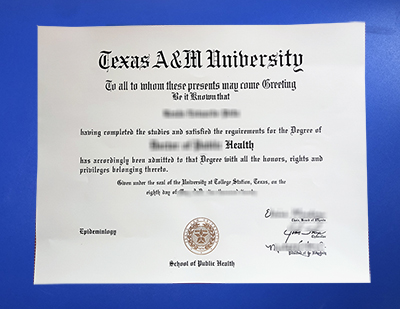 Texas A&M University
To all to whom these presents may come Greeting
Be it Known that
having completed the studies and satisfied the requirements for the Degree of
of Public Health
has accordingly been admitted to that Degree with all the honors, rights and
privileges belonging thereto.
Given under the seal of the University at College Station, Texas, on the
eighth day of
Epidemiology
School of Public Health